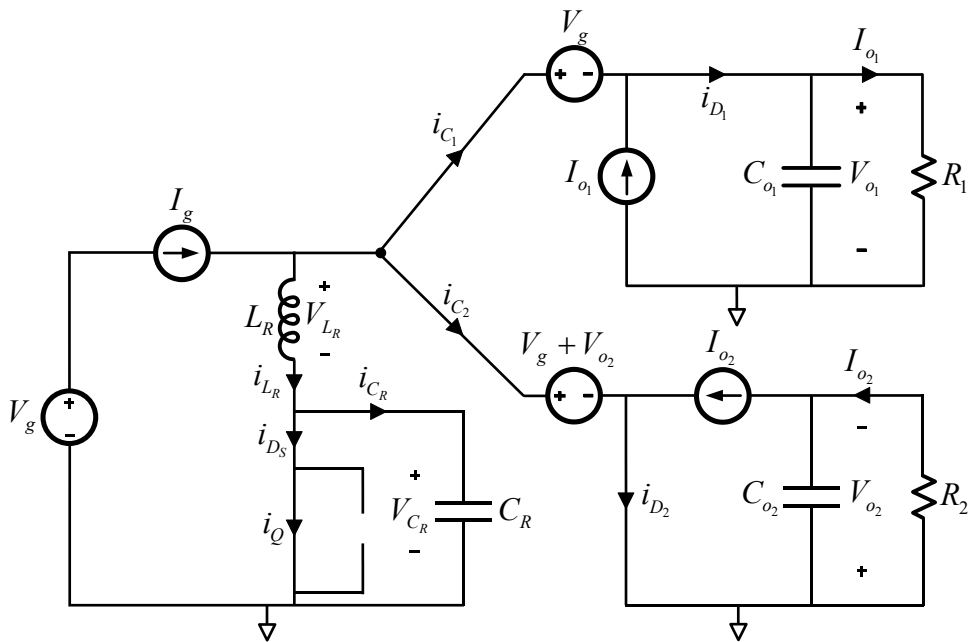 V_g
I_{o_1}
i_{D_1}
i_{C_1}
I_{o_1}
C_{o_1}
V_{o_1}
R_1
I_g
L_R
V_{L_R}
i_{C_2}
V_g + V_{o_2}
I_{o_2}
I_{o_2}
i_{L_R}
i_{C_R}
V_g
i_{D_S}
i_Q
V_{C_R}
C_R
i_{D_2}
C_{o_2}
V_{o_2}
R_2